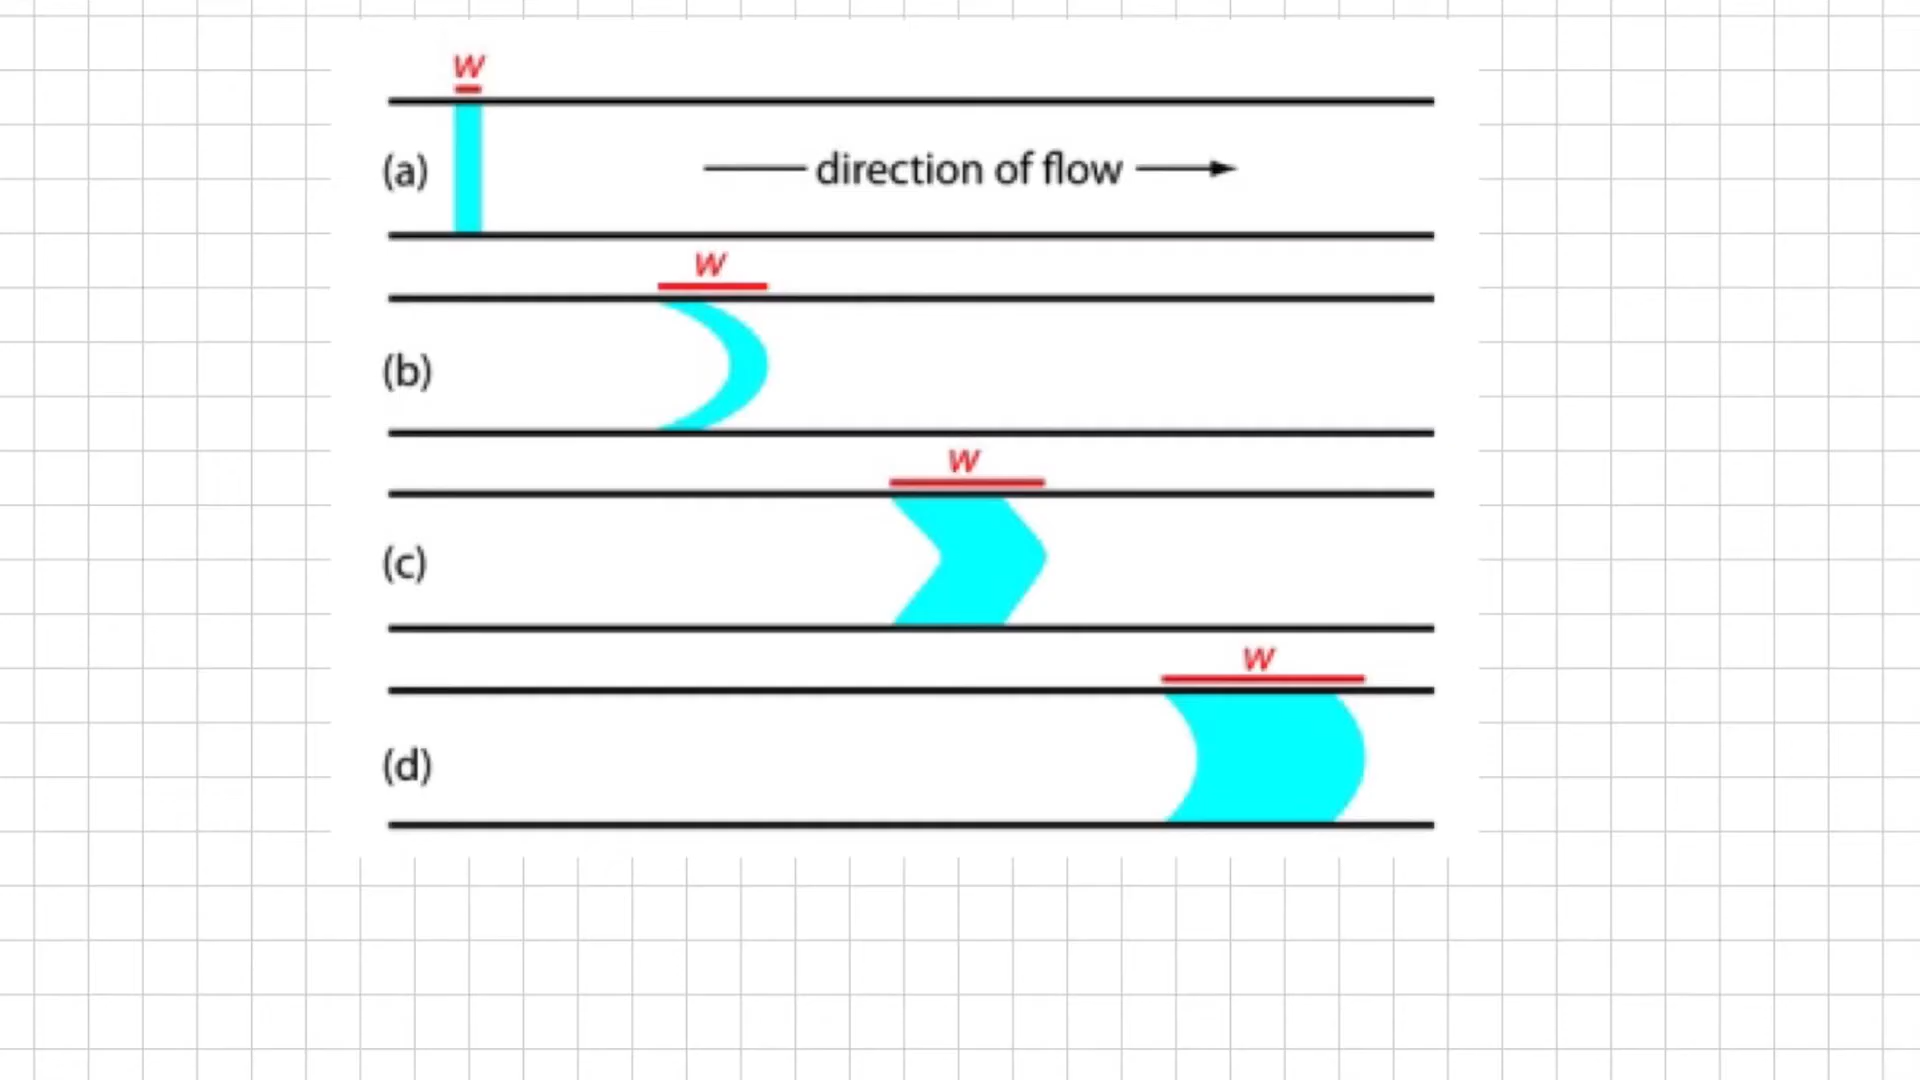 w
(a)
direction of flow
w
(b)
w
(c)
w
(d)